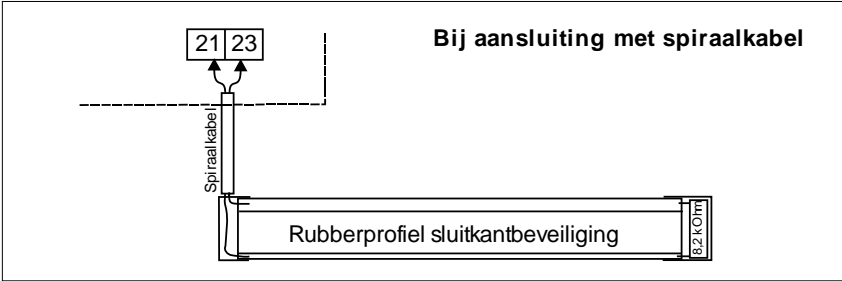 21 23
Bij aansluiting met spiraalkabel
Spiraalkabel
Rubberprofiel sluitkantbeveiliging
8,2 kOhm